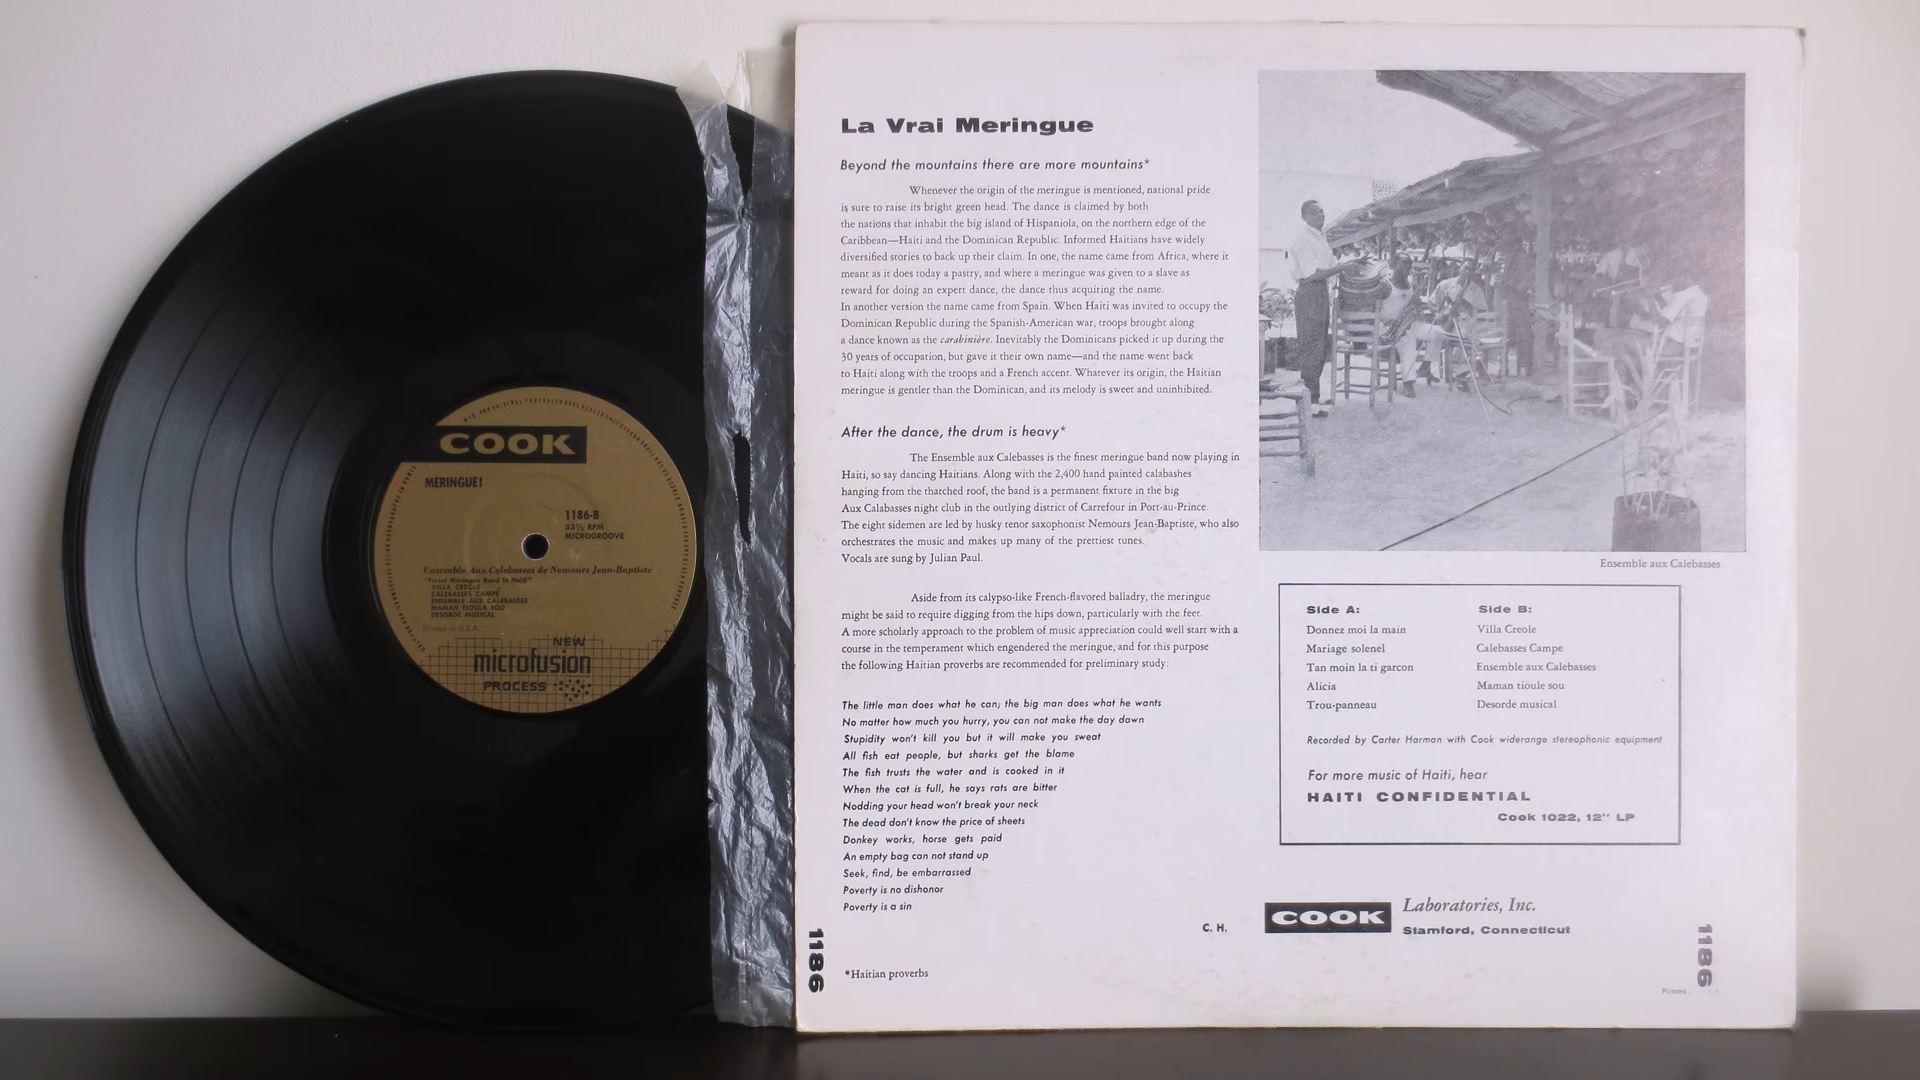 COOK
MERINGUE!
1186-B
33⅓ RPM
MICROGROOVE
Ensemble Aux Calebasses de Nemours Jean-Baptiste
"Finest Meringue Band in Haiti"
VILLA CREOLE
CALEBASSES CAMPÉ
ENSEMBLE AUX CALEBASSES
MAMAN TIOULA SOU
DESORDE MUSICAL
Printed in U.S.A.
NEW
microfusion
PROCESS
La Vrai Meringue
Beyond the mountains there are more mountains*
Whenever the origin of the meringue is mentioned, national pride
is sure to raise its bright green head. The dance is claimed by both
the nations that inhabit the big island of Hispaniola, on the northern edge of the
Caribbean—Haiti and the Dominican Republic. Informed Haitians have widely
diversified stories to back up their claim. In one, the name came from Africa, where it
meant as it does today a pastry, and where a meringue was given to a slave as
reward for doing an expert dance, the dance thus acquiring the name.
In another version the name came from Spain. When Haiti was invited to occupy the
Dominican Republic during the Spanish-American war, troops brought along
a dance known as the carabinière. Inevitably the Dominicans picked it up during the
30 years of occupation, but gave it their own name—and the name went back
to Haiti along with the troops and a French accent. Whatever its origin, the Haitian
meringue is gentler than the Dominican, and its melody is sweet and uninhibited.
After the dance, the drum is heavy*
The Ensemble aux Calebasses is the finest meringue band now playing in
Haiti, so say dancing Haitians. Along with the 2,400 hand painted calabashes
hanging from the thatched roof, the band is a permanent fixture in the big
Aux Calabasses night club in the outlying district of Carrefour in Port-au-Prince.
The eight sidemen are led by husky tenor saxophonist Nemours Jean-Baptiste, who also
orchestrates the music and makes up many of the prettiest tunes.
Vocals are sung by Julian Paul.
Aside from its calypso-like French-flavored balladry, the meringue
might be said to require digging from the hips down, particularly with the feet.
A more scholarly approach to the problem of music appreciation could well start with a
course in the temperament which engendered the meringue, and for this purpose
the following Haitian proverbs are recommended for preliminary study:
The little man does what he can; the big man does what he wants
No matter how much you hurry, you can not make the day dawn
Stupidity won't kill you but it will make you sweat
All fish eat people, but sharks get the blame
The fish trusts the water and is cooked in it
When the cat is full, he says rats are bitter
Nodding your head won't break your neck
The dead don't know the price of sheets
Donkey works, horse gets paid
An empty bag can not stand up
Seek, find, be embarrassed
Poverty is no dishonor
Poverty is a sin
C. H.
*Haitian proverbs
1186
Ensemble aux Calebasses
Side A:
Donnez moi la main
Mariage solenel
Tan moin la ti garcon
Alicia
Trou-panneau
Side B:
Villa Creole
Calebasses Campe
Ensemble aux Calebasses
Maman tioule sou
Desorde musical
Recorded by Carter Harman with Cook widerange stereophonic equipment
For more music of Haiti, hear
HAITI CONFIDENTIAL
Cook 1022, 12" LP
COOK
Laboratories, Inc.
Stamford, Connecticut
1186
Printed